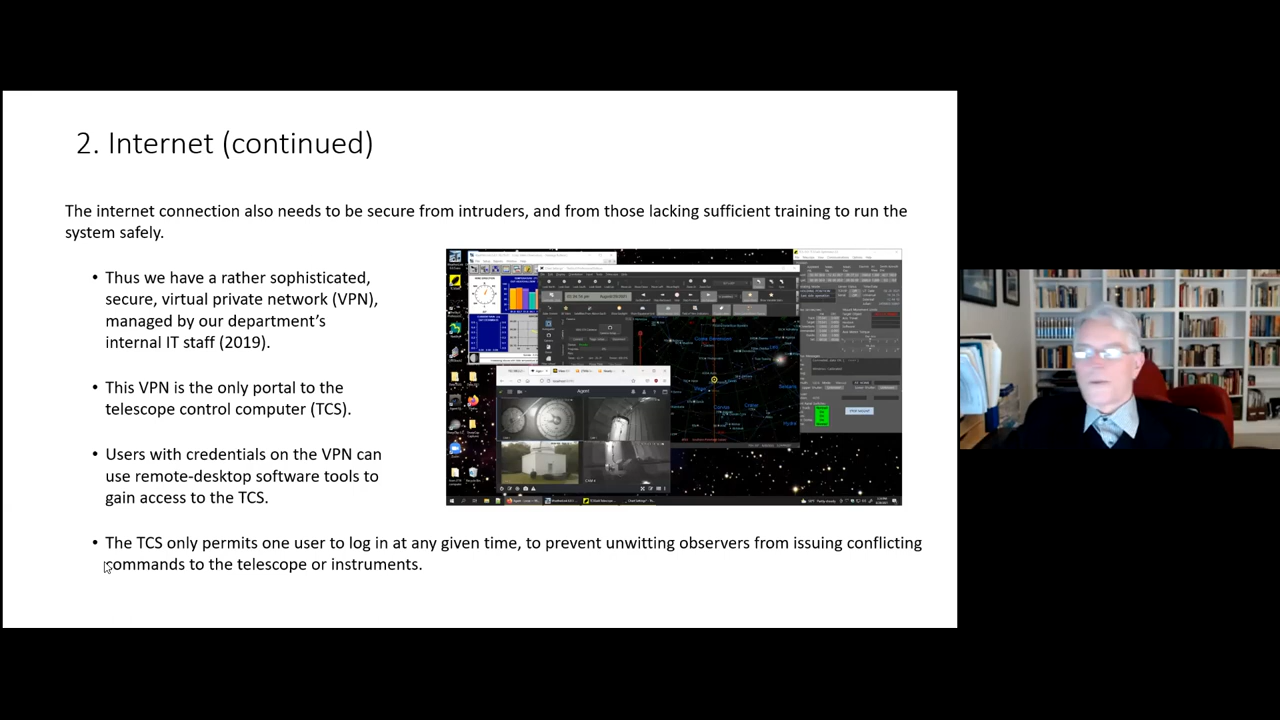 2. Internet (continued)
The internet connection also needs to be secure from intruders, and from those lacking sufficient training to run the
system safely.
• Thus we have a rather sophisticated,
secure, virtual private network (VPN),
managed by our department’s
internal IT staff (2019).
• This VPN is the only portal to the
telescope control computer (TCS).
• Users with credentials on the VPN can
use remote-desktop software tools to
gain access to the TCS.
• The TCS only permits one user to log in at any given time, to prevent unwitting observers from issuing conflicting
commands to the telescope or instruments.
Agent